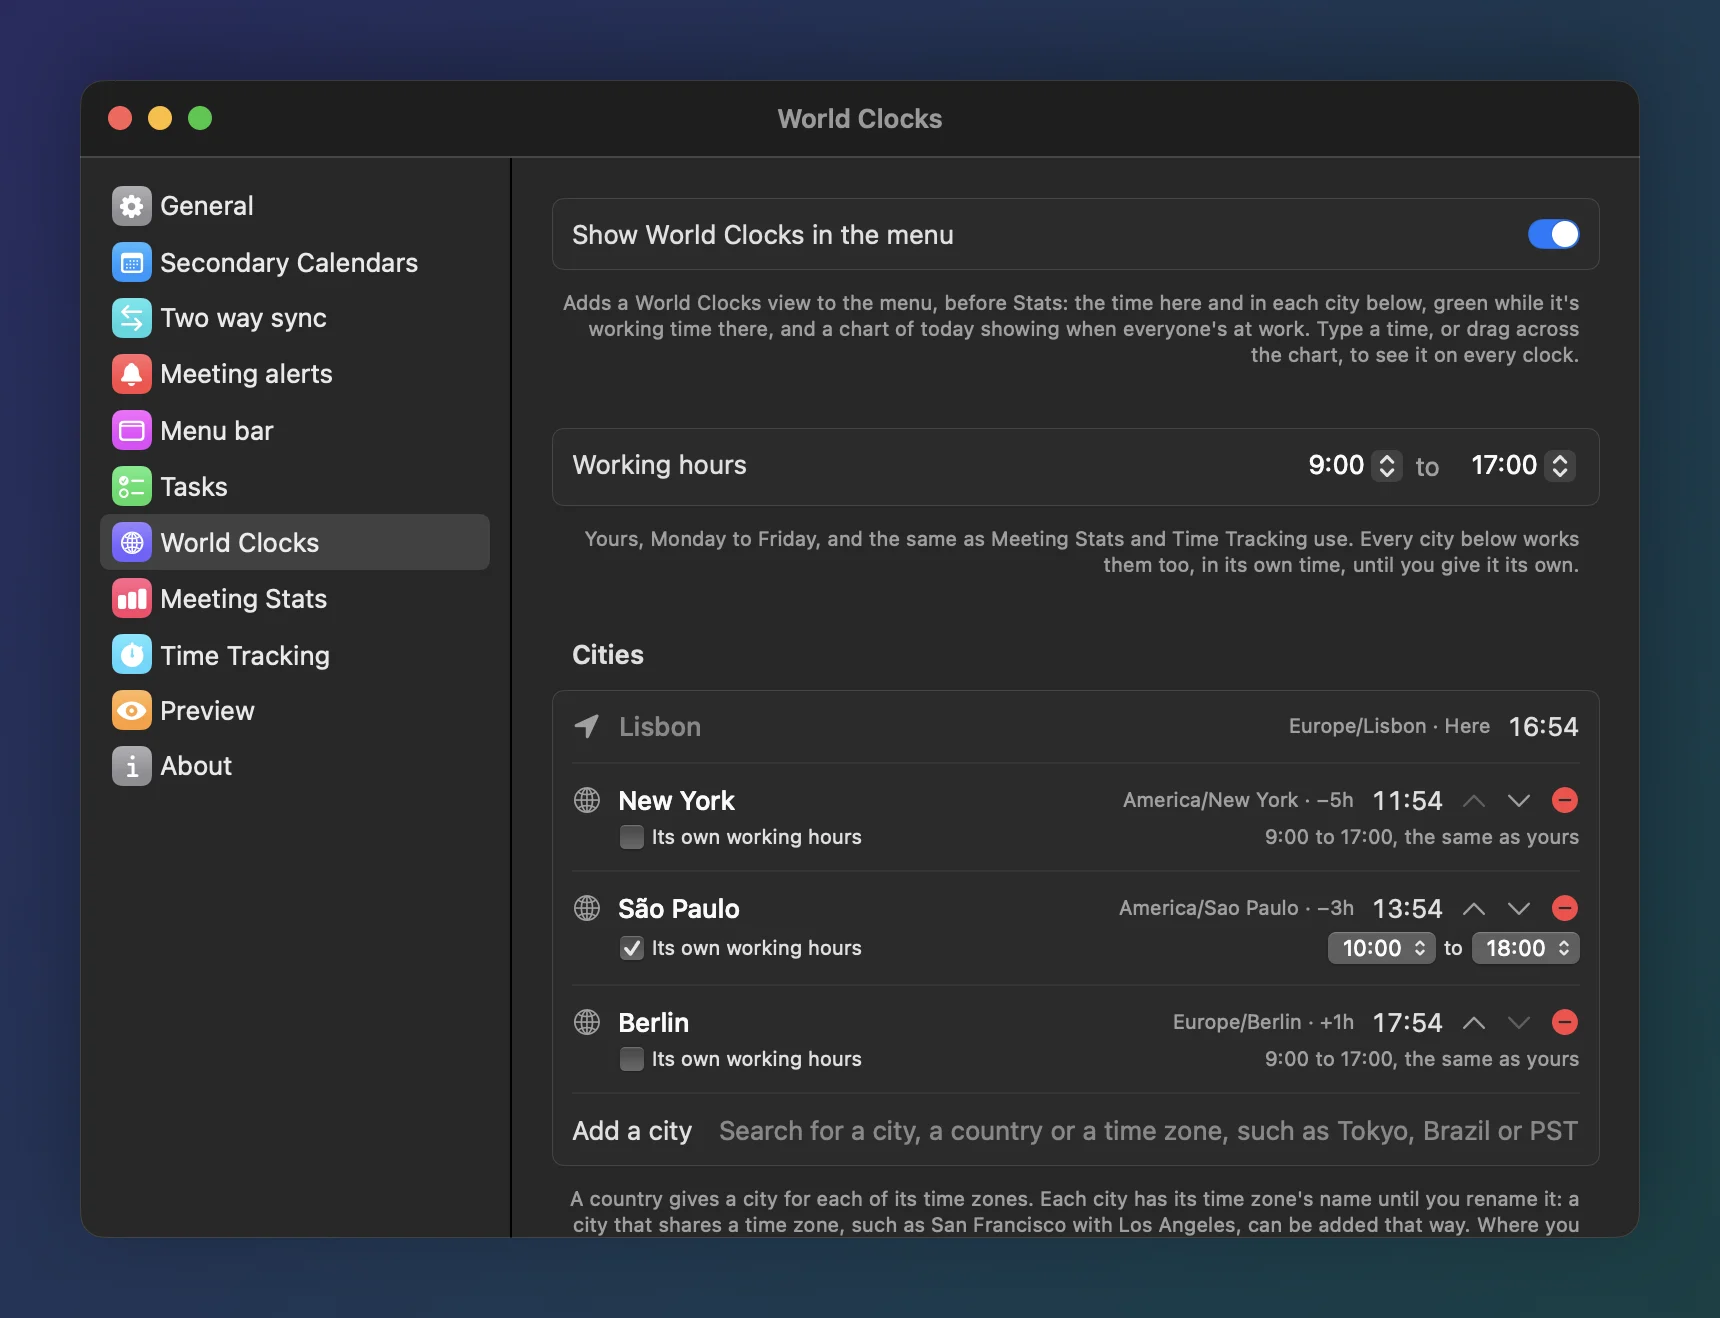 World Clocks
General
Secondary Calendars
Two way sync
Meeting alerts
Menu bar
Tasks
World Clocks
Meeting Stats
Time Tracking
Preview
About
Show World Clocks in the menu
Adds a World Clocks view to the menu, before Stats: the time here and in each city below, green while it's
working time there, and a chart of today showing when everyone's at work. Type a time, or drag across
the chart, to see it on every clock.
Working hours 9:00 to 17:00
Yours, Monday to Friday, and the same as Meeting Stats and Time Tracking use. Every city below works
them too, in its own time, until you give it its own.
Cities
Lisbon Europe/Lisbon · Here 16:54
New York America/New York · −5h 11:54
Its own working hours 9:00 to 17:00, the same as yours
São Paulo America/Sao Paulo · −3h 13:54
Its own working hours 10:00 to 18:00
Berlin Europe/Berlin · +1h 17:54
Its own working hours 9:00 to 17:00, the same as yours
Add a city Search for a city, a country or a time zone, such as Tokyo, Brazil or PST
A country gives a city for each of its time zones. Each city has its time zone's name until you rename it: a
city that shares a time zone, such as San Francisco with Los Angeles, can be added that way. Where you